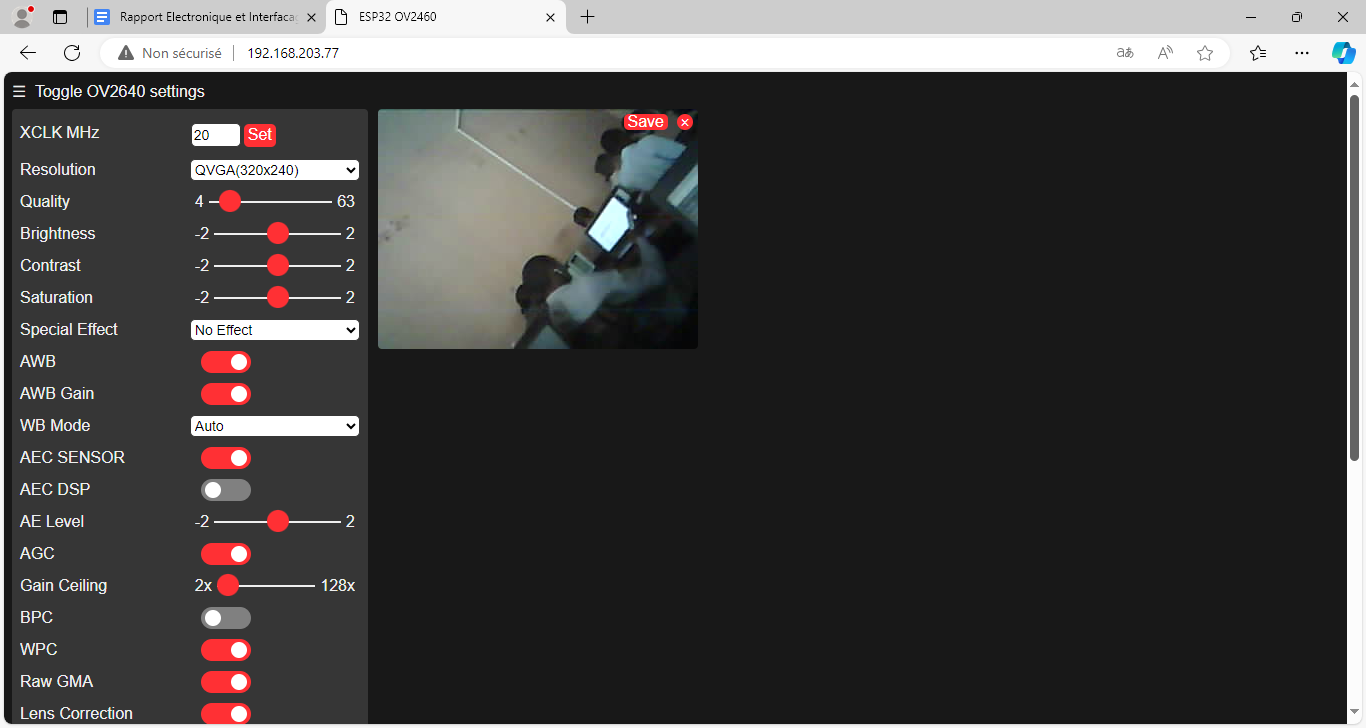 Rapport Electronique et Interfaca
ESP32 OV2460
Non sécurisé
192.168.203.77
☰ Toggle OV2640 settings
XCLK MHz 20 Set
Resolution QVGA(320x240)
Quality 4 63
Brightness -2 2
Contrast -2 2
Saturation -2 2
Special Effect No Effect
AWB
AWB Gain
WB Mode Auto
AEC SENSOR
AEC DSP
AE Level -2 2
AGC
Gain Ceiling 2x 128x
BPC
WPC
Raw GMA
Lens Correction
Save ×